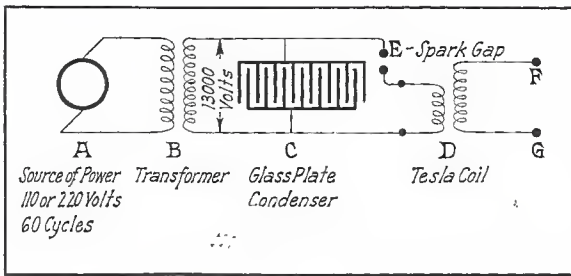 E-Spark Gap
F
13000
Volts
A
B
C
D
G
Source of Power
110 or 220 Volts
60 Cycles
Transformer
Glass Plate
Condenser
Tesla Coil